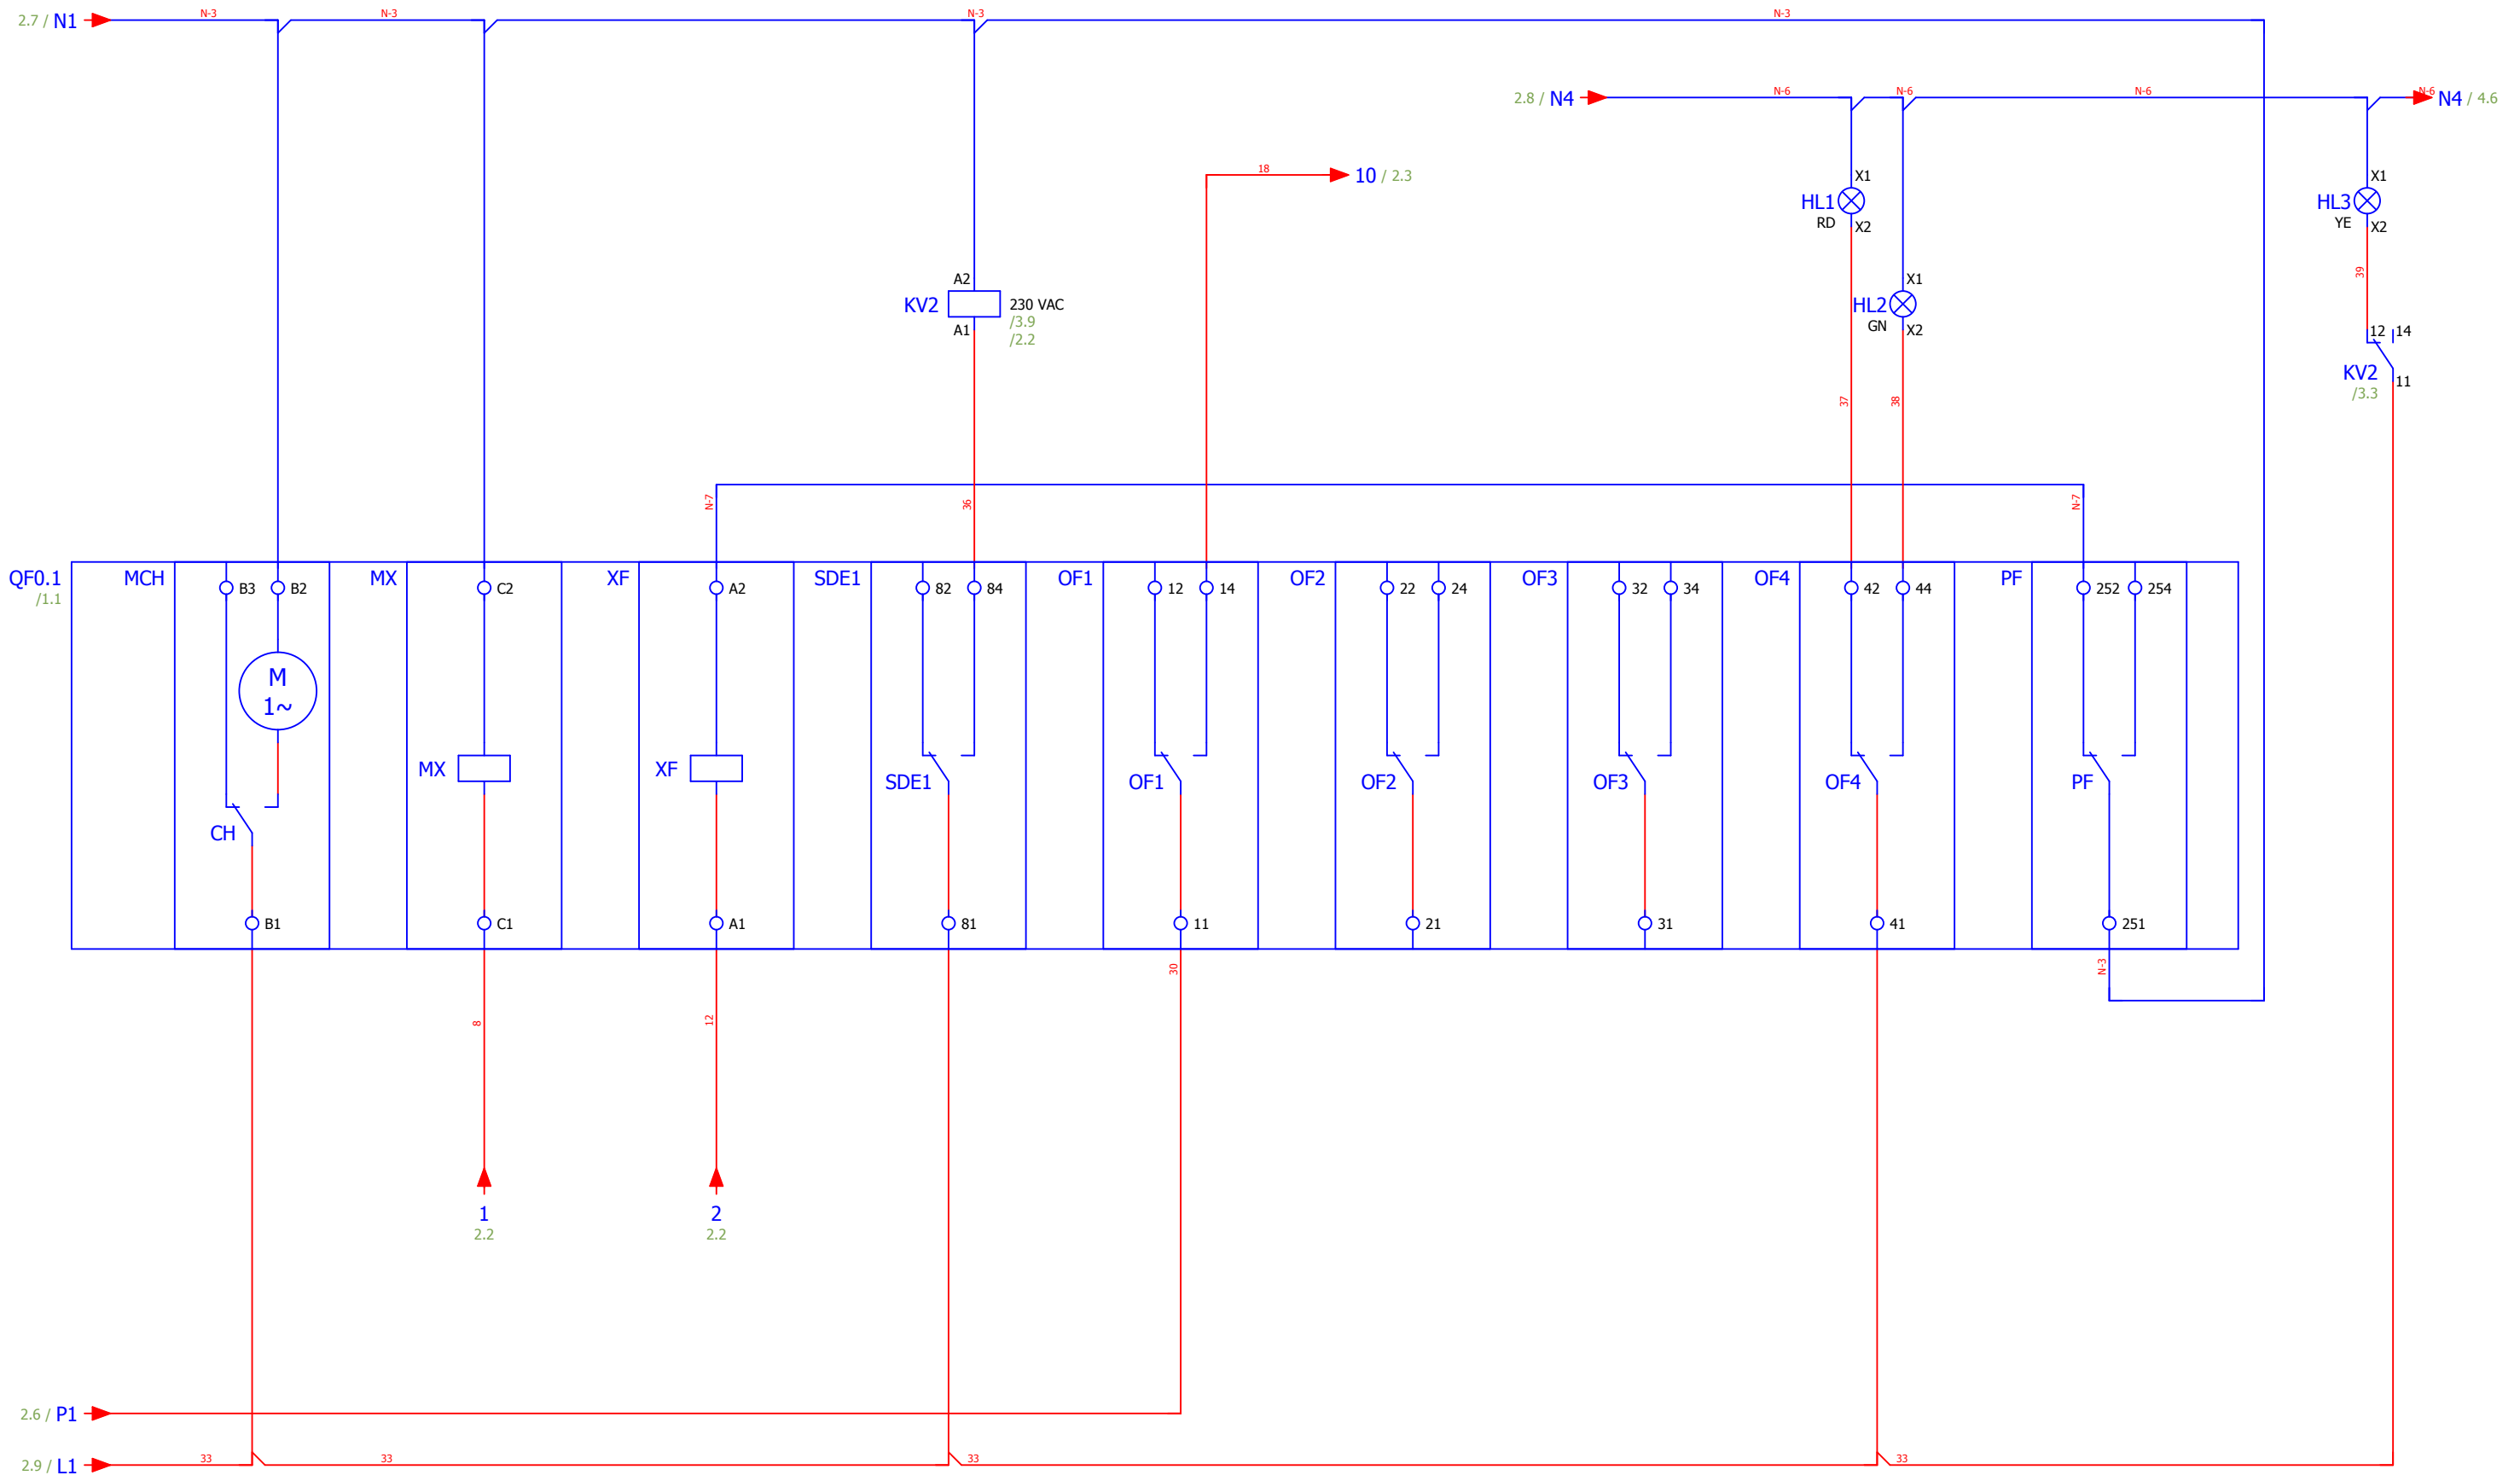 2.7 / N1
N-3
N-3
N-3
N-3
2.8 / N4
N-6
N-6
N-6
N-6
N4 / 4.6
18
10 / 2.3
X1
HL1
RD
X2
X1
HL3
YE
X2
A2
KV2
230 VAC
/3.9
/2.2
A1
X1
HL2
GN
X2
39
12
14
KV2
/3.3
11
37
38
N-7
36
N-7
QF0.1
/1.1
MCH
B3
B2
MX
C2
XF
A2
SDE1
82
84
OF1
12
14
OF2
22
24
OF3
32
34
OF4
42
44
PF
252
254
M
1~
MX
XF
SDE1
OF1
OF2
OF3
OF4
PF
CH
B1
C1
A1
81
11
21
31
41
251
30
N-3
8
12
1
2.2
2
2.2
2.6 / P1
2.9 / L1
33
33
33
33